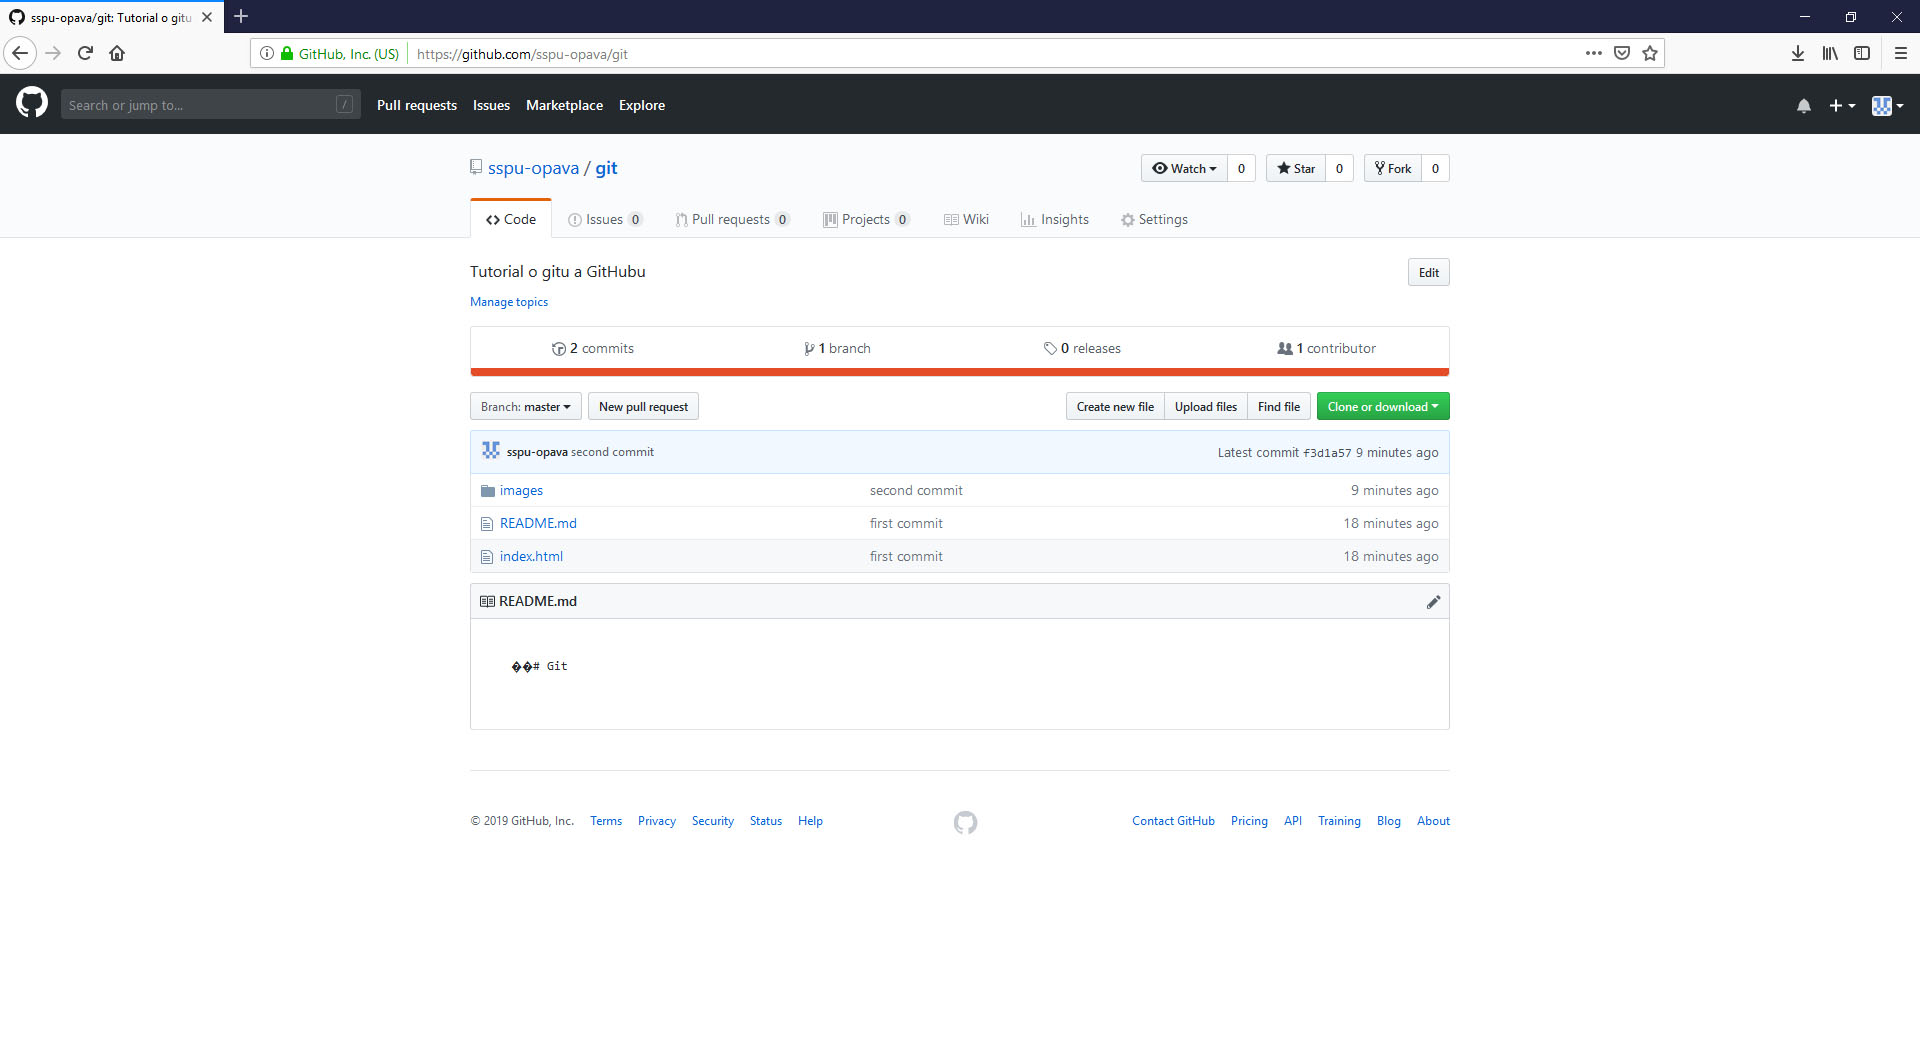 sspu-opava/git: Tutorial o gitu
GitHub, Inc. (US) https://github.com/sspu-opava/git
Search or jump to... / Pull requests Issues Marketplace Explore
sspu-opava / git Watch 0 Star 0 Fork 0
Code Issues 0 Pull requests 0 Projects 0 Wiki Insights Settings
Tutorial o gitu a GitHubu Edit
Manage topics
2 commits 1 branch 0 releases 1 contributor
Branch: master New pull request Create new file Upload files Find file Clone or download
sspu-opava second commit Latest commit f3d1a57 9 minutes ago
images second commit 9 minutes ago
README.md first commit 18 minutes ago
index.html first commit 18 minutes ago
README.md
��# Git
© 2019 GitHub, Inc. Terms Privacy Security Status Help Contact GitHub Pricing API Training Blog About